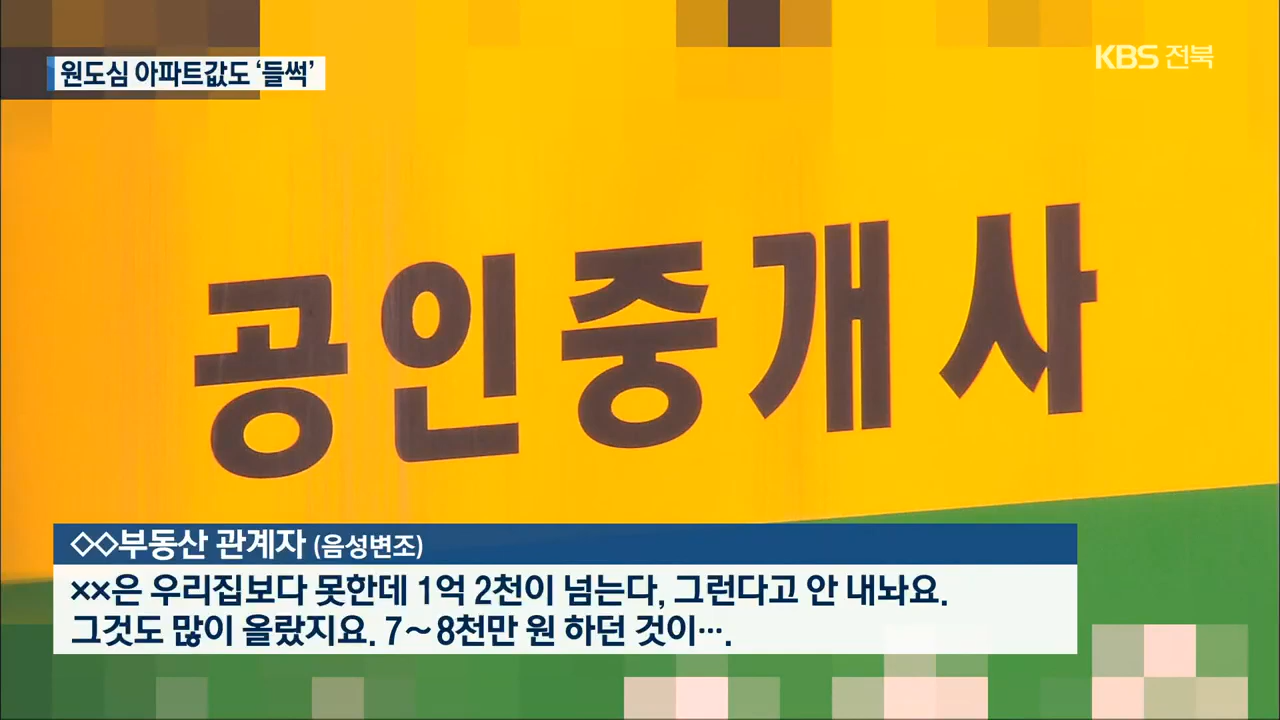 원도심 아파트값도 ‘들썩’
KBS 전북
공인중개사
◇◇부동산 관계자 (음성변조)
××은 우리집보다 못한데 1억 2천이 넘는다, 그런다고 안 내놔요.
그것도 많이 올랐지요. 7~8천만 원 하던 것이….